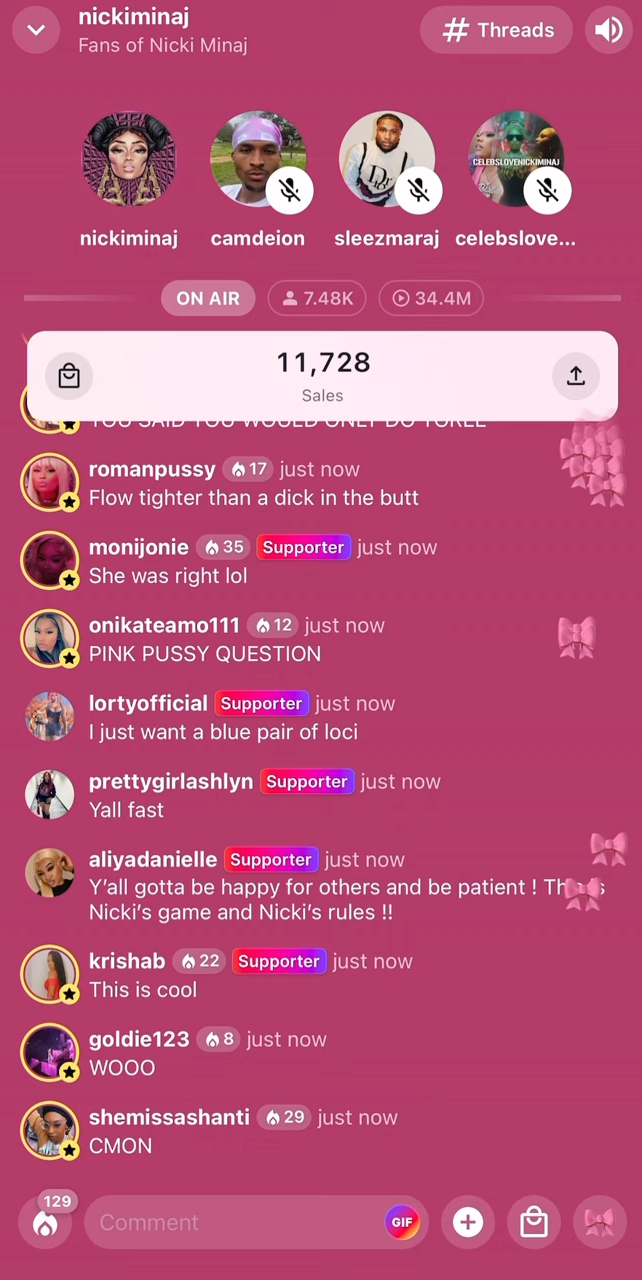 nickiminaj
Fans of Nicki Minaj
# Threads
CELEBSLOVENICKIMINAJ
nickiminaj camdeion sleezmaraj celebslove...
ON AIR 7.48K 34.4M
11,728
Sales
YOU SAID YOU WOULD ONLY DO
romanpussy 17 just now
Flow tighter than a dick in the butt
monijonie 35 Supporter just now
She was right lol
onikateamo111 12 just now
PINK PUSSY QUESTION
lortyofficial Supporter just now
I just want a blue pair of loci
prettygirlashlyn Supporter just now
Yall fast
aliyadanielle Supporter just now
Y’all gotta be happy for others and be patient !
Nicki’s game and Nicki’s rules !!
krishab 22 Supporter just now
This is cool
goldie123 8 just now
WOOO
shemissashanti 29 just now
CMON
129
Comment GIF